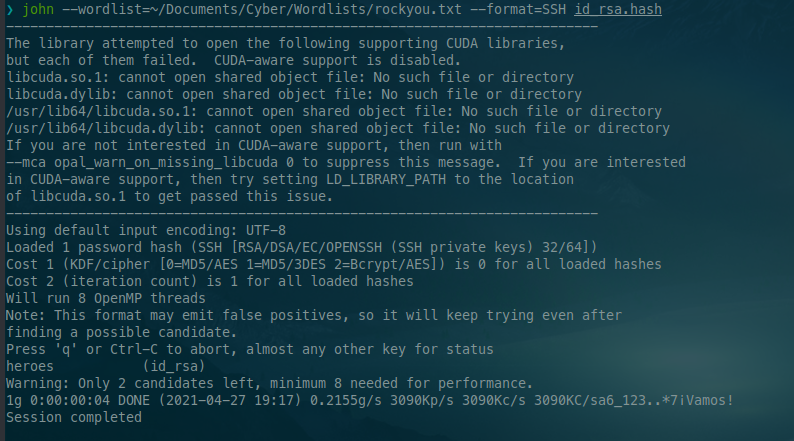 ❯ john --wordlist=~/Documents/Cyber/Wordlists/rockyou.txt --format=SSH id_rsa.hash
--------------------------------------------------------------------------
The library attempted to open the following supporting CUDA libraries,
but each of them failed.  CUDA-aware support is disabled.
libcuda.so.1: cannot open shared object file: No such file or directory
libcuda.dylib: cannot open shared object file: No such file or directory
/usr/lib64/libcuda.so.1: cannot open shared object file: No such file or directory
/usr/lib64/libcuda.dylib: cannot open shared object file: No such file or directory
If you are not interested in CUDA-aware support, then run with
--mca opal_warn_on_missing_libcuda 0 to suppress this message.  If you are interested
in CUDA-aware support, then try setting LD_LIBRARY_PATH to the location
of libcuda.so.1 to get passed this issue.
--------------------------------------------------------------------------
Using default input encoding: UTF-8
Loaded 1 password hash (SSH [RSA/DSA/EC/OPENSSH (SSH private keys) 32/64])
Cost 1 (KDF/cipher [0=MD5/AES 1=MD5/3DES 2=Bcrypt/AES]) is 0 for all loaded hashes
Cost 2 (iteration count) is 1 for all loaded hashes
Will run 8 OpenMP threads
Note: This format may emit false positives, so it will keep trying even after
finding a possible candidate.
Press 'q' or Ctrl-C to abort, almost any other key for status
heroes           (id_rsa)
Warning: Only 2 candidates left, minimum 8 needed for performance.
1g 0:00:00:04 DONE (2021-04-27 19:17) 0.2155g/s 3090Kp/s 3090Kc/s 3090KC/sa6_123..*7¡Vamos!
Session completed